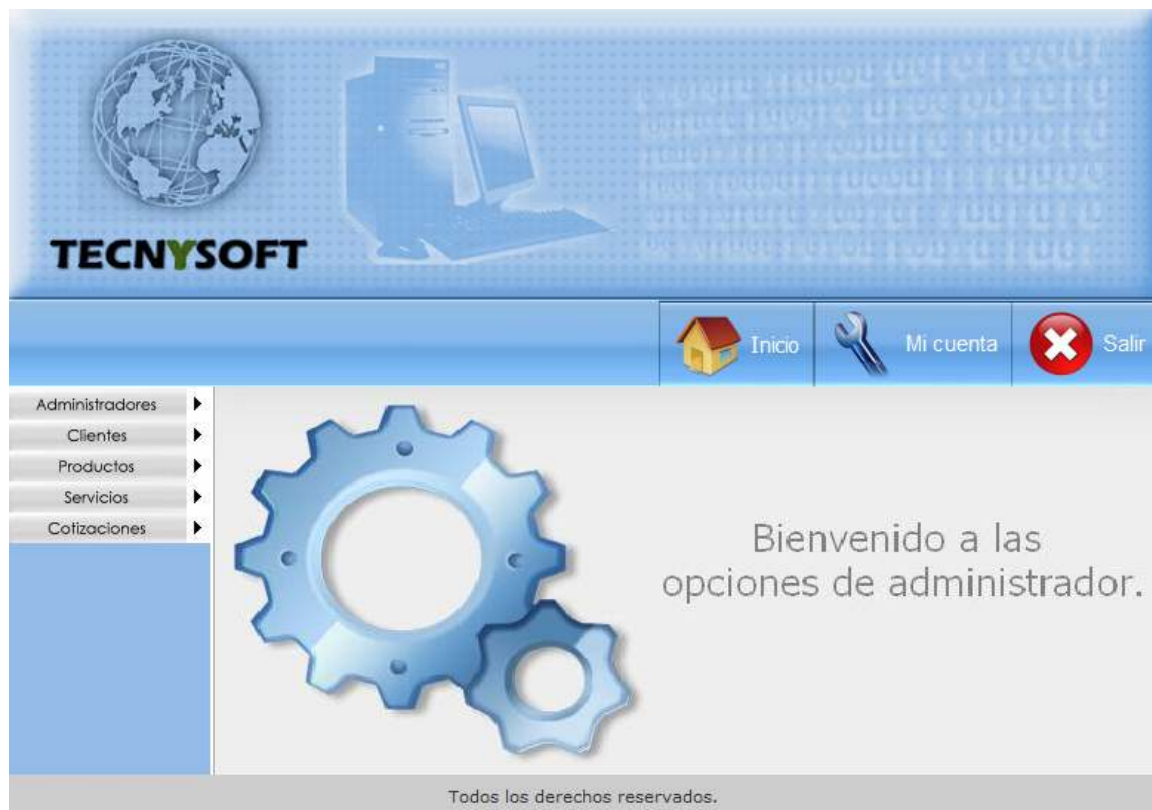 TECNYSOFT
Inicio
Mi cuenta
Salir
Administradores
Clientes
Productos
Servicios
Cotizaciones
Bienvenido a las
opciones de administrador.
Todos los derechos reservados.